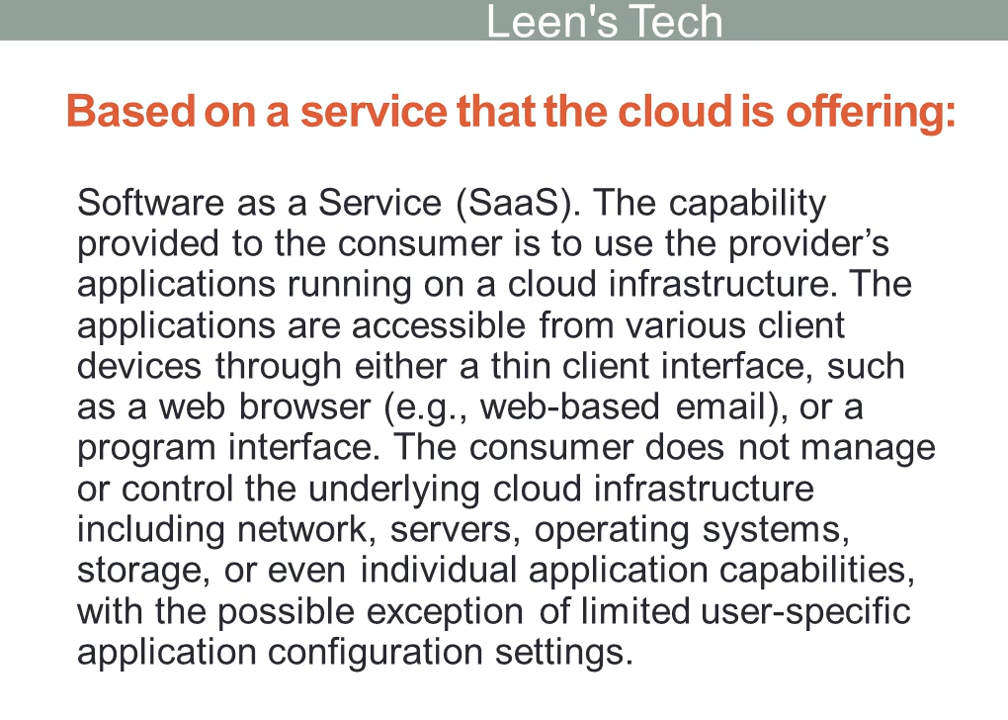 Leen's Tech
Based on a service that the cloud is offering:
Software as a Service (SaaS). The capability
provided to the consumer is to use the provider’s
applications running on a cloud infrastructure. The
applications are accessible from various client
devices through either a thin client interface, such
as a web browser (e.g., web-based email), or a
program interface. The consumer does not manage
or control the underlying cloud infrastructure
including network, servers, operating systems,
storage, or even individual application capabilities,
with the possible exception of limited user-specific
application configuration settings.